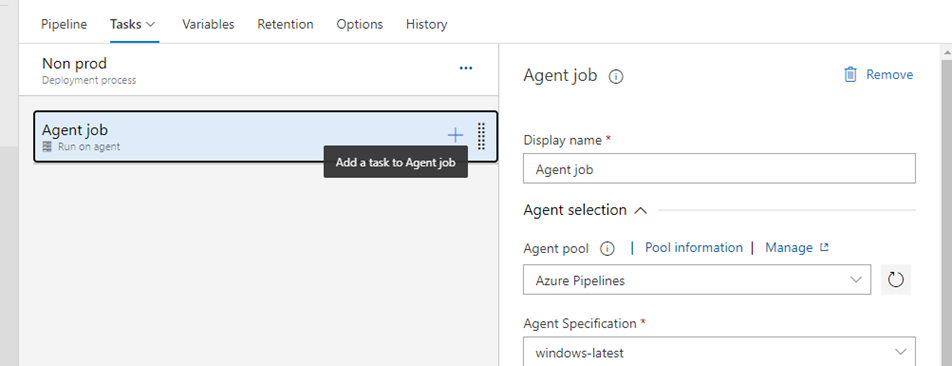 Pipeline Tasks Variables Retention Options History
Non prod
Deployment process
Agent job
Run on agent
Add a task to Agent job
Agent job
Remove
Display name *
Agent job
Agent selection
Agent pool | Pool information | Manage
Azure Pipelines
Agent Specification *
windows-latest